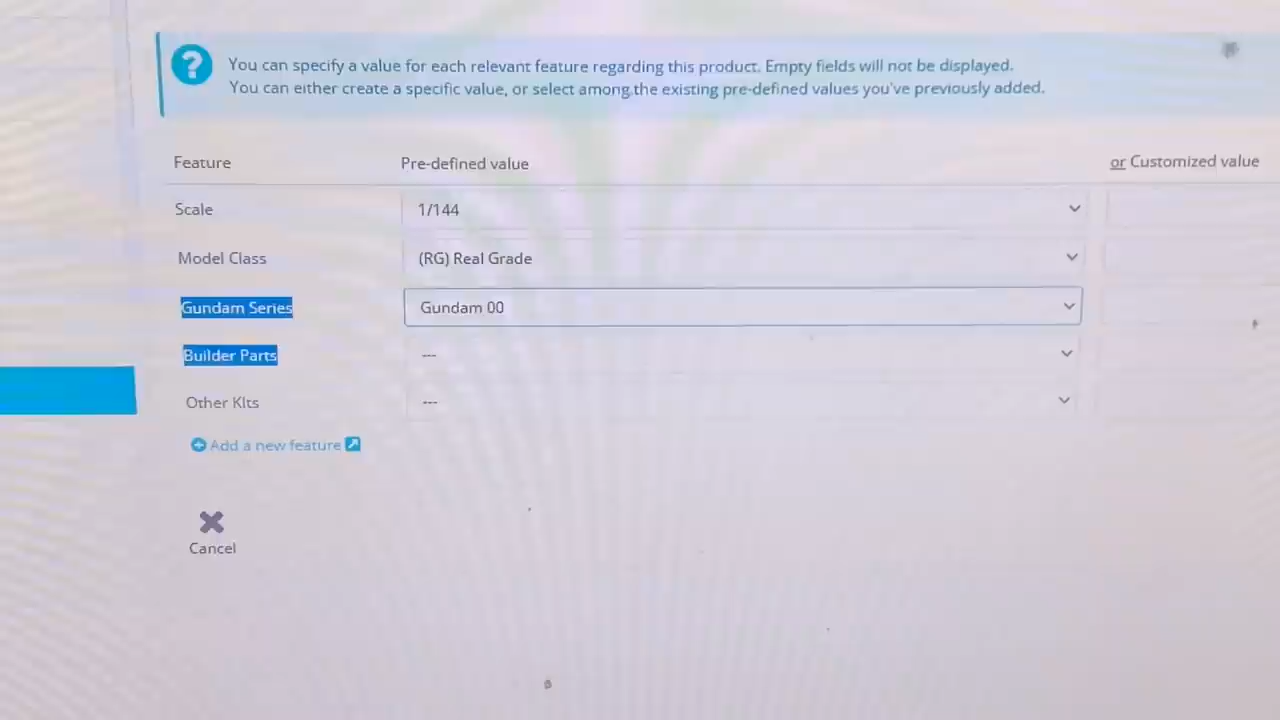 You can specify a value for each relevant feature regarding this product. Empty fields will not be displayed.
You can either create a specific value, or select among the existing pre-defined values you've previously added.
Feature Pre-defined value or Customized value
Scale 1/144
Model Class (RG) Real Grade
Gundam Series Gundam 00
Builder Parts ---
Other Kits ---
Add a new feature
Cancel